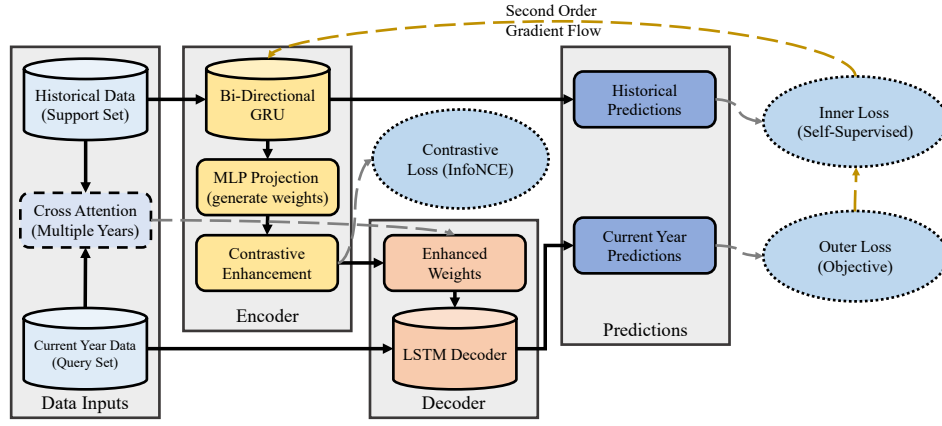 Second Order
Gradient Flow
Historical Data
(Support Set)
Bi-Directional
GRU
Historical
Predictions
Inner Loss
(Self-Supervised)
Contrastive
Loss (InfoNCE)
MLP Projection
(generate weights)
Cross Attention
(Multiple Years)
Contrastive
Enhancement
Enhanced
Weights
Current Year
Predictions
Outer Loss
(Objective)
Encoder
Predictions
Current Year Data
(Query Set)
LSTM Decoder
Data Inputs
Decoder